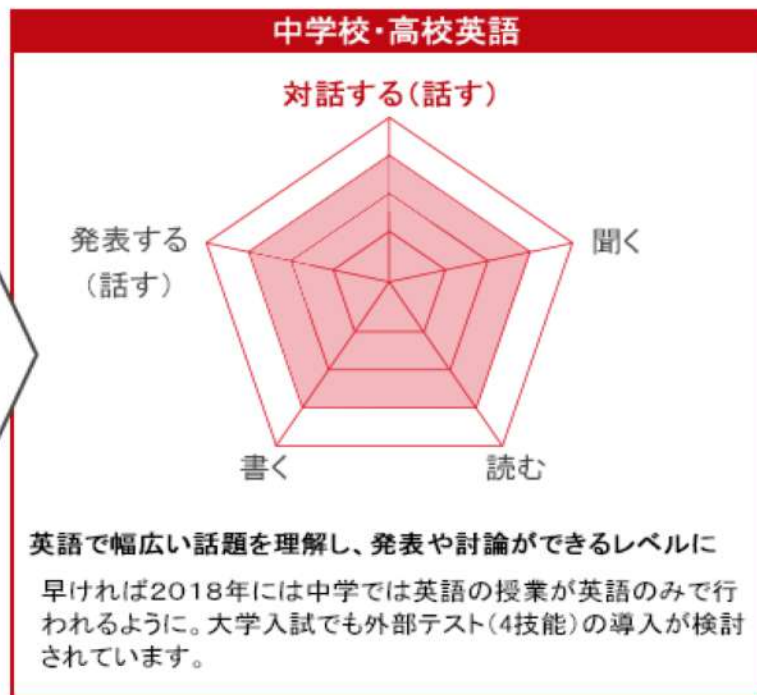 中学校・高校英語
対話する(話す)
発表する
(話す)
聞く
書く
読む
英語で幅広い話題を理解し、発表や討論ができるレベルに
早ければ2018年には中学では英語の授業が英語のみで行
われるように。大学入試でも外部テスト(4技能)の導入が検討
されています。